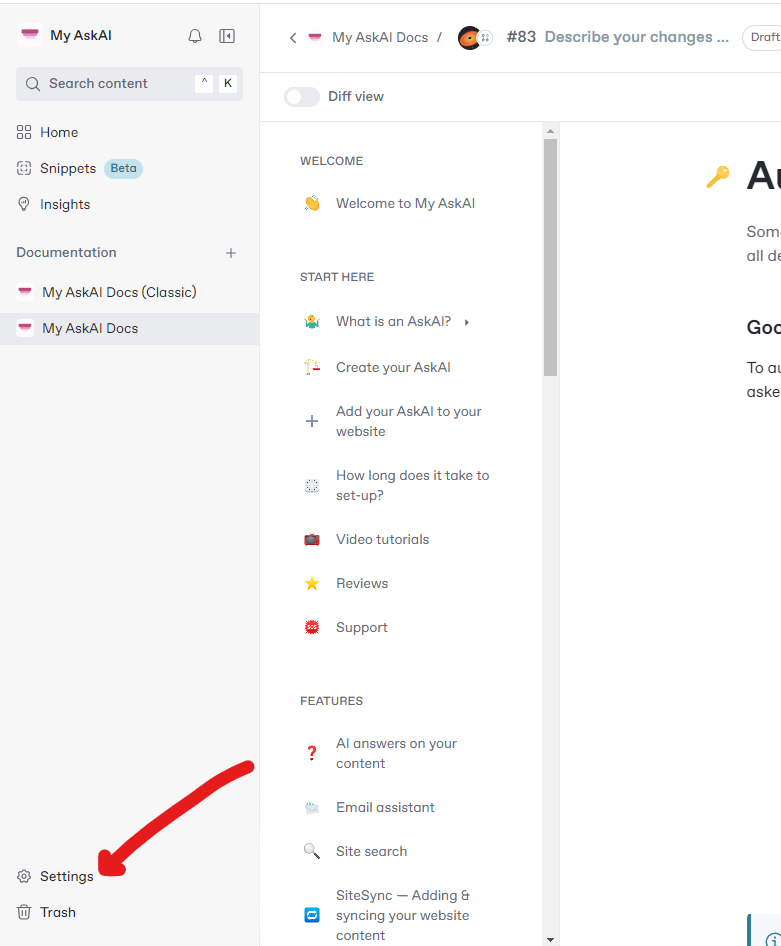 My AskAI
Search content
^ K
Home
Snippets Beta
Insights
Documentation
My AskAI Docs (Classic)
My AskAI Docs
Settings
Trash
My AskAI Docs / #83 Describe your changes ... Draft
Diff view
WELCOME
Welcome to My AskAI
START HERE
What is an AskAI?
Create your AskAI
Add your AskAI to your
website
How long does it take to
set-up?
Video tutorials
Reviews
SOS
Support
FEATURES
AI answers on your
content
Email assistant
Site search
SiteSync — Adding &
syncing your website
content
all de
To au
aske